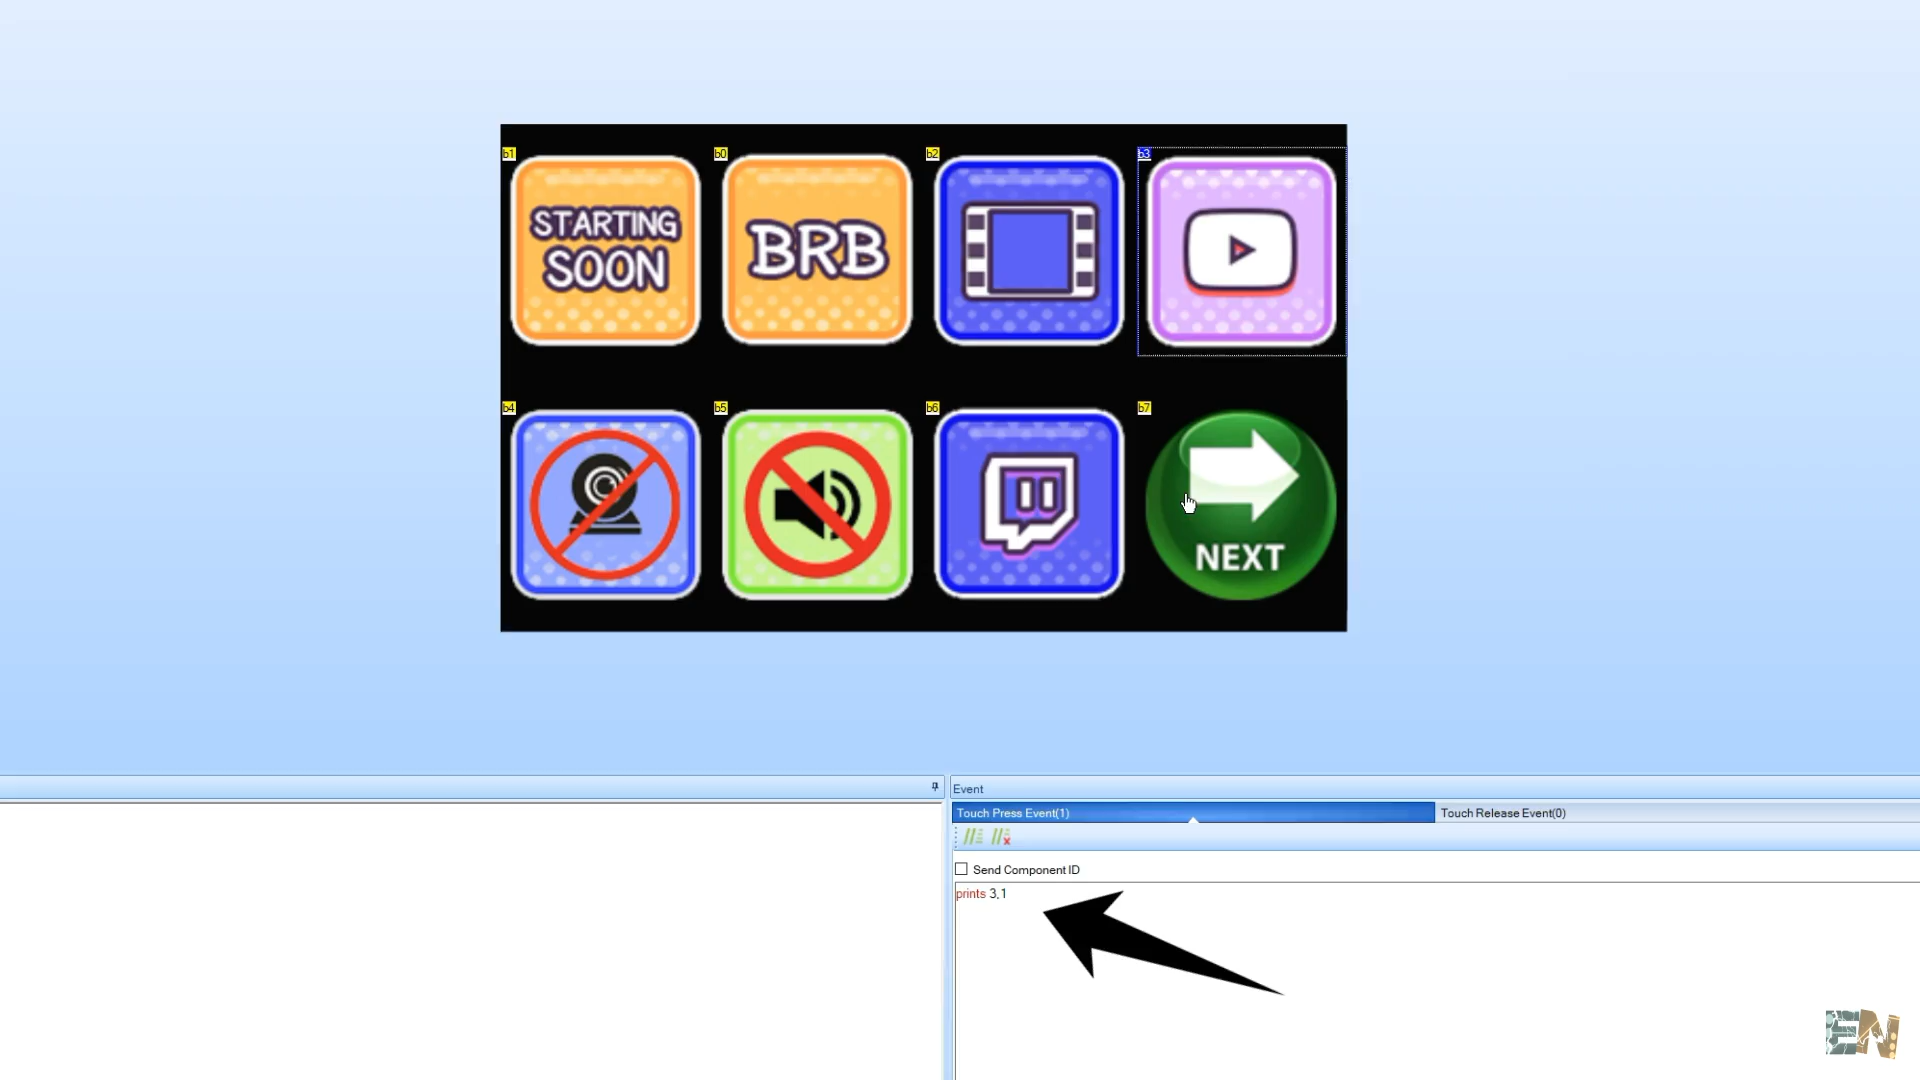 b1
b0
b2
b3
STARTING
SOON
BRB
b4
b5
b6
b7
NEXT
Event
Touch Press Event(1)
Touch Release Event(0)
Send Component ID
prints 3,1
EN